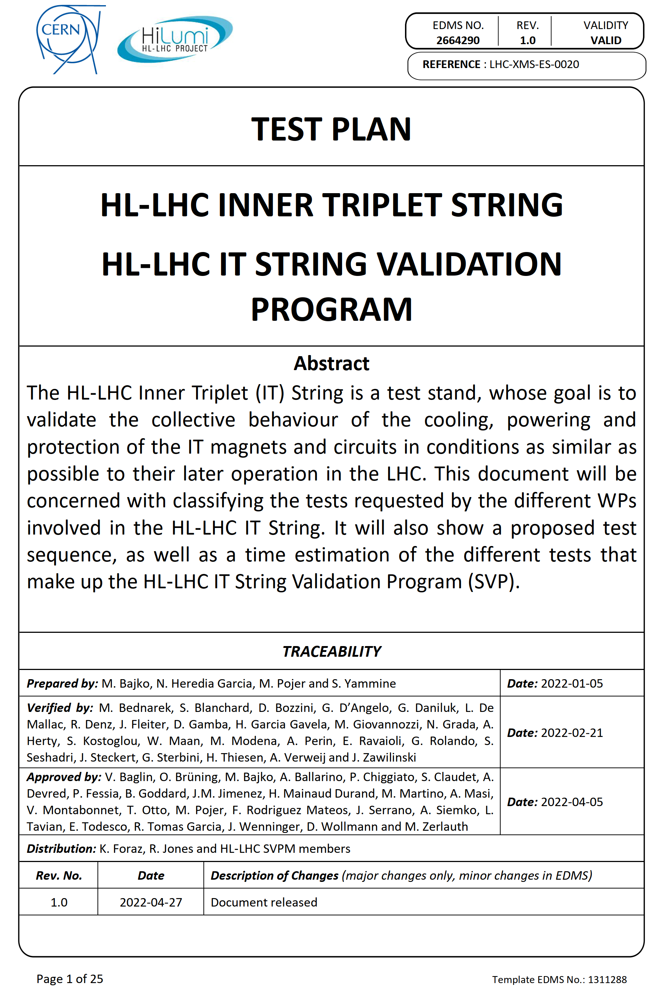 CERN
HiLumi
HL-LHC PROJECT
EDMS NO. REV. VALIDITY
2664290 1.0 VALID
REFERENCE : LHC-XMS-ES-0020
TEST PLAN
HL-LHC INNER TRIPLET STRING
HL-LHC IT STRING VALIDATION
PROGRAM
Abstract
The HL-LHC Inner Triplet (IT) String is a test stand, whose goal is to
validate the collective behaviour of the cooling, powering and
protection of the IT magnets and circuits in conditions as similar as
possible to their later operation in the LHC. This document will be
concerned with classifying the tests requested by the different WPs
involved in the HL-LHC IT String. It will also show a proposed test
sequence, as well as a time estimation of the different tests that
make up the HL-LHC IT String Validation Program (SVP).
TRACEABILITY
Prepared by: M. Bajko, N. Heredia Garcia, M. Pojer and S. Yammine Date: 2022-01-05
Verified by: M. Bednarek, S. Blanchard, D. Bozzini, G. D’Angelo, G. Daniluk, L. De
Mallac, R. Denz, J. Fleiter, D. Gamba, H. Garcia Gavela, M. Giovannozzi, N. Grada, A.
Herty, S. Kostoglou, W. Maan, M. Modena, A. Perin, E. Ravaioli, G. Rolando, S.
Seshadri, J. Steckert, G. Sterbini, H. Thiesen, A. Verweij and J. Zawilinski
Date: 2022-02-21
Approved by: V. Baglin, O. Brüning, M. Bajko, A. Ballarino, P. Chiggiato, S. Claudet, A.
Devred, P. Fessia, B. Goddard, J.M. Jimenez, H. Mainaud Durand, M. Martino, A. Masi,
V. Montabonnet, T. Otto, M. Pojer, F. Rodriguez Mateos, J. Serrano, A. Siemko, L.
Tavian, E. Todesco, R. Tomas Garcia, J. Wenninger, D. Wollmann and M. Zerlauth
Date: 2022-04-05
Distribution: K. Foraz, R. Jones and HL-LHC SVPM members
Rev. No. Date Description of Changes (major changes only, minor changes in EDMS)
1.0 2022-04-27 Document released
Page 1 of 25 Template EDMS No.: 1311288